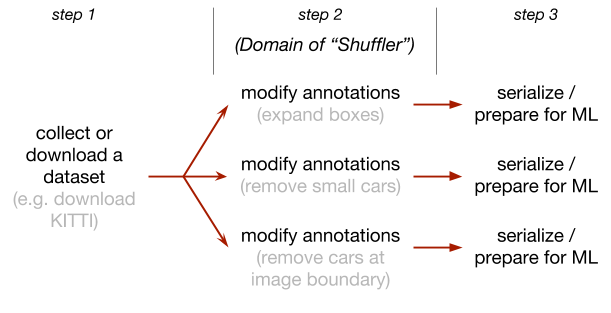 step 1
step 2
step 3
(Domain of “Shuffler”)
collect or
download a
dataset
(e.g. download
KITTI)
modify annotations
(expand boxes)
serialize /
prepare for ML
modify annotations
(remove small cars)
serialize /
prepare for ML
modify annotations
(remove cars at
image boundary)
serialize /
prepare for ML